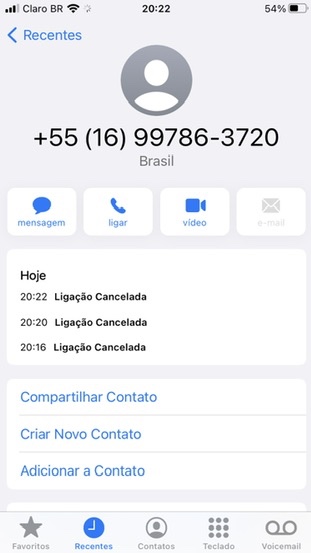 Claro BR 20:22 54%
Recentes
+55 (16) 99786-3720
Brasil
mensagem ligar vídeo e-mail
Hoje
20:22 Ligação Cancelada
20:20 Ligação Cancelada
20:16 Ligação Cancelada
Compartilhar Contato
Criar Novo Contato
Adicionar a Contato
Favoritos Recentes Contatos Teclado Voicemail